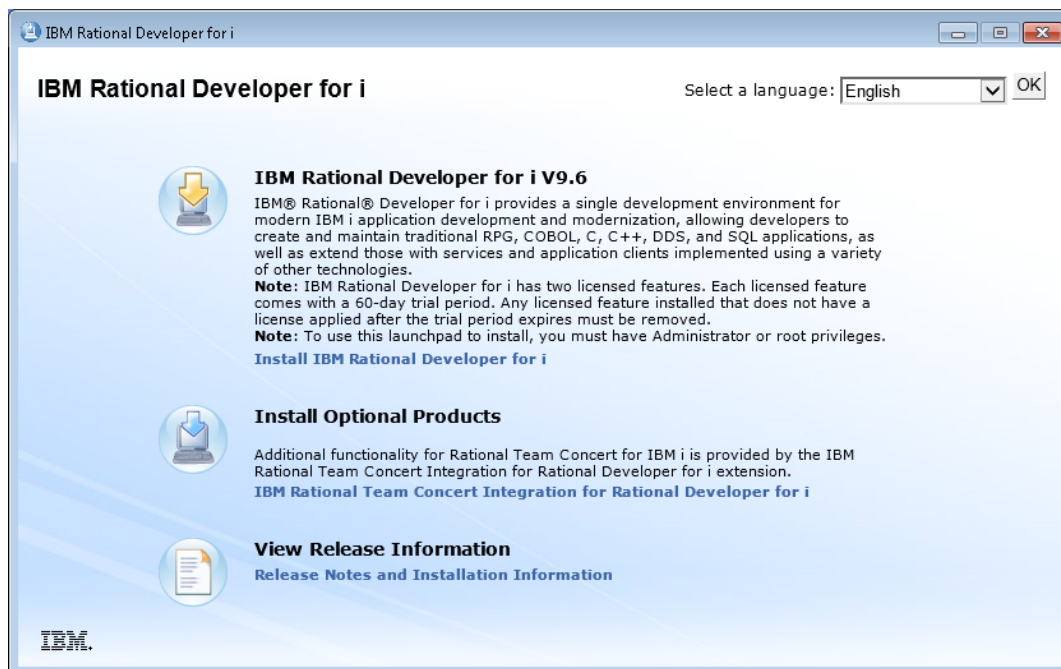 IBM Rational Developer for i
IBM Rational Developer for i
Select a language: English OK
IBM Rational Developer for i V9.6
IBM® Rational® Developer for i provides a single development environment for
modern IBM i application development and modernization, allowing developers to
create and maintain traditional RPG, COBOL, C, C++, DDS, and SQL applications, as
well as extend those with services and application clients implemented using a variety
of other technologies.
Note: IBM Rational Developer for i has two licensed features. Each licensed feature
comes with a 60-day trial period. Any licensed feature installed that does not have a
license applied after the trial period expires must be removed.
Note: To use this launchpad to install, you must have Administrator or root privileges.
Install IBM Rational Developer for i
Install Optional Products
Additional functionality for Rational Team Concert for IBM i is provided by the IBM
Rational Team Concert Integration for Rational Developer for i extension.
IBM Rational Team Concert Integration for Rational Developer for i
View Release Information
Release Notes and Installation Information
IBM.